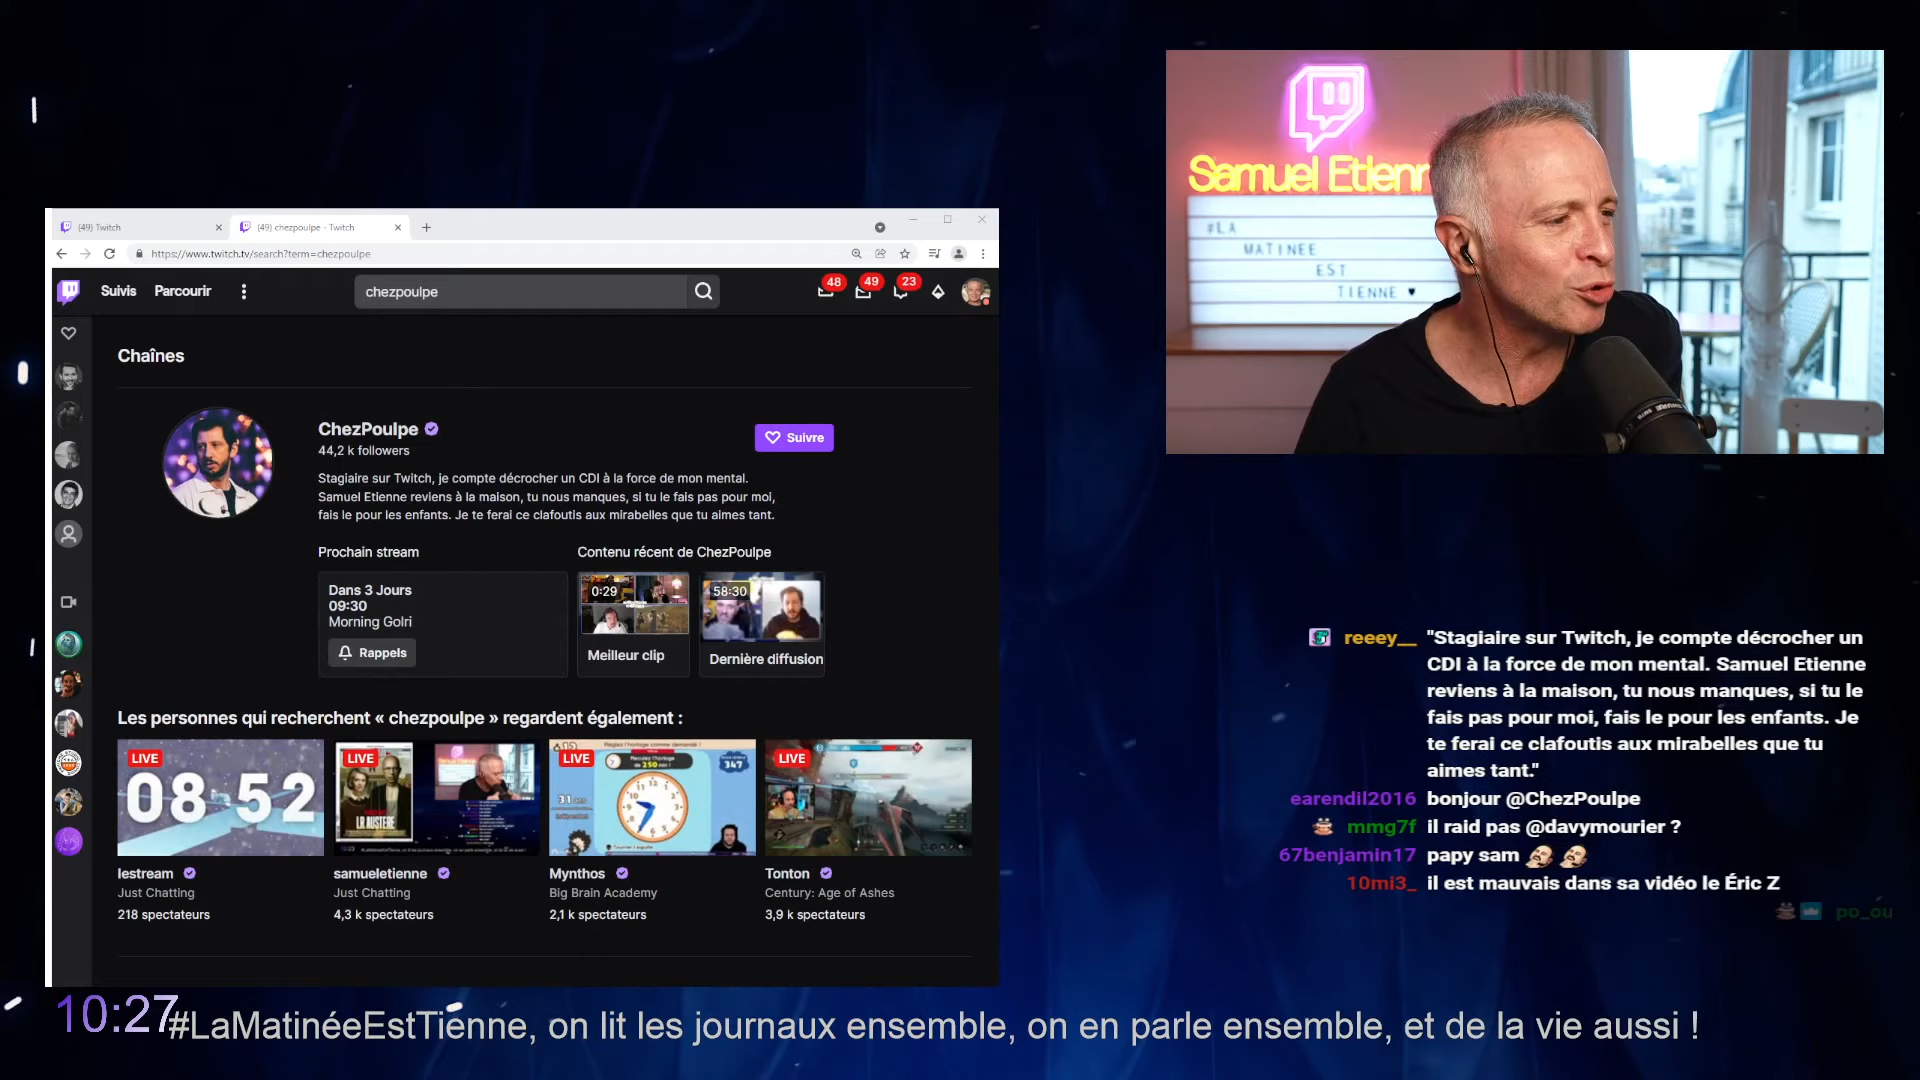 (49) Twitch
(49) chezpoulpe - Twitch
https://www.twitch.tv/search?term=chezpoulpe
Suivis
Parcourir
chezpoulpe
48
49
23
Chaînes
ChezPoulpe
44,2 k followers
Suivre
Stagiaire sur Twitch, je compte décrocher un CDI à la force de mon mental.
Samuel Etienne reviens à la maison, tu nous manques, si tu le fais pas pour moi,
fais le pour les enfants. Je te ferai ce clafoutis aux mirabelles que tu aimes tant.
Prochain stream
Dans 3 Jours
09:30
Morning Golri
Rappels
Contenu récent de ChezPoulpe
0:29
Meilleur clip
58:30
Dernière diffusion
Les personnes qui recherchent « chezpoulpe » regardent également :
LIVE
08 52
lestream
Just Chatting
218 spectateurs
LIVE
samueletienne
Just Chatting
4,3 k spectateurs
LIVE
347
31 ans
Mynthos
Big Brain Academy
2,1 k spectateurs
LIVE
Tonton
Century: Age of Ashes
3,9 k spectateurs
Samuel Etienn
#LA
MATINEE
EST
TIENNE ♥
reeey__ "Stagiaire sur Twitch, je compte décrocher un
CDI à la force de mon mental. Samuel Etienne
reviens à la maison, tu nous manques, si tu le
fais pas pour moi, fais le pour les enfants. Je
te ferai ce clafoutis aux mirabelles que tu
aimes tant."
earendil2016 bonjour @ChezPoulpe
mmg7f il raid pas @davymourier ?
67benjamin17 papy sam
10mi3_ il est mauvais dans sa vidéo le Éric Z
po_ou
10:27
#LaMatinéeEstTienne, on lit les journaux ensemble, on en parle ensemble, et de la vie aussi !